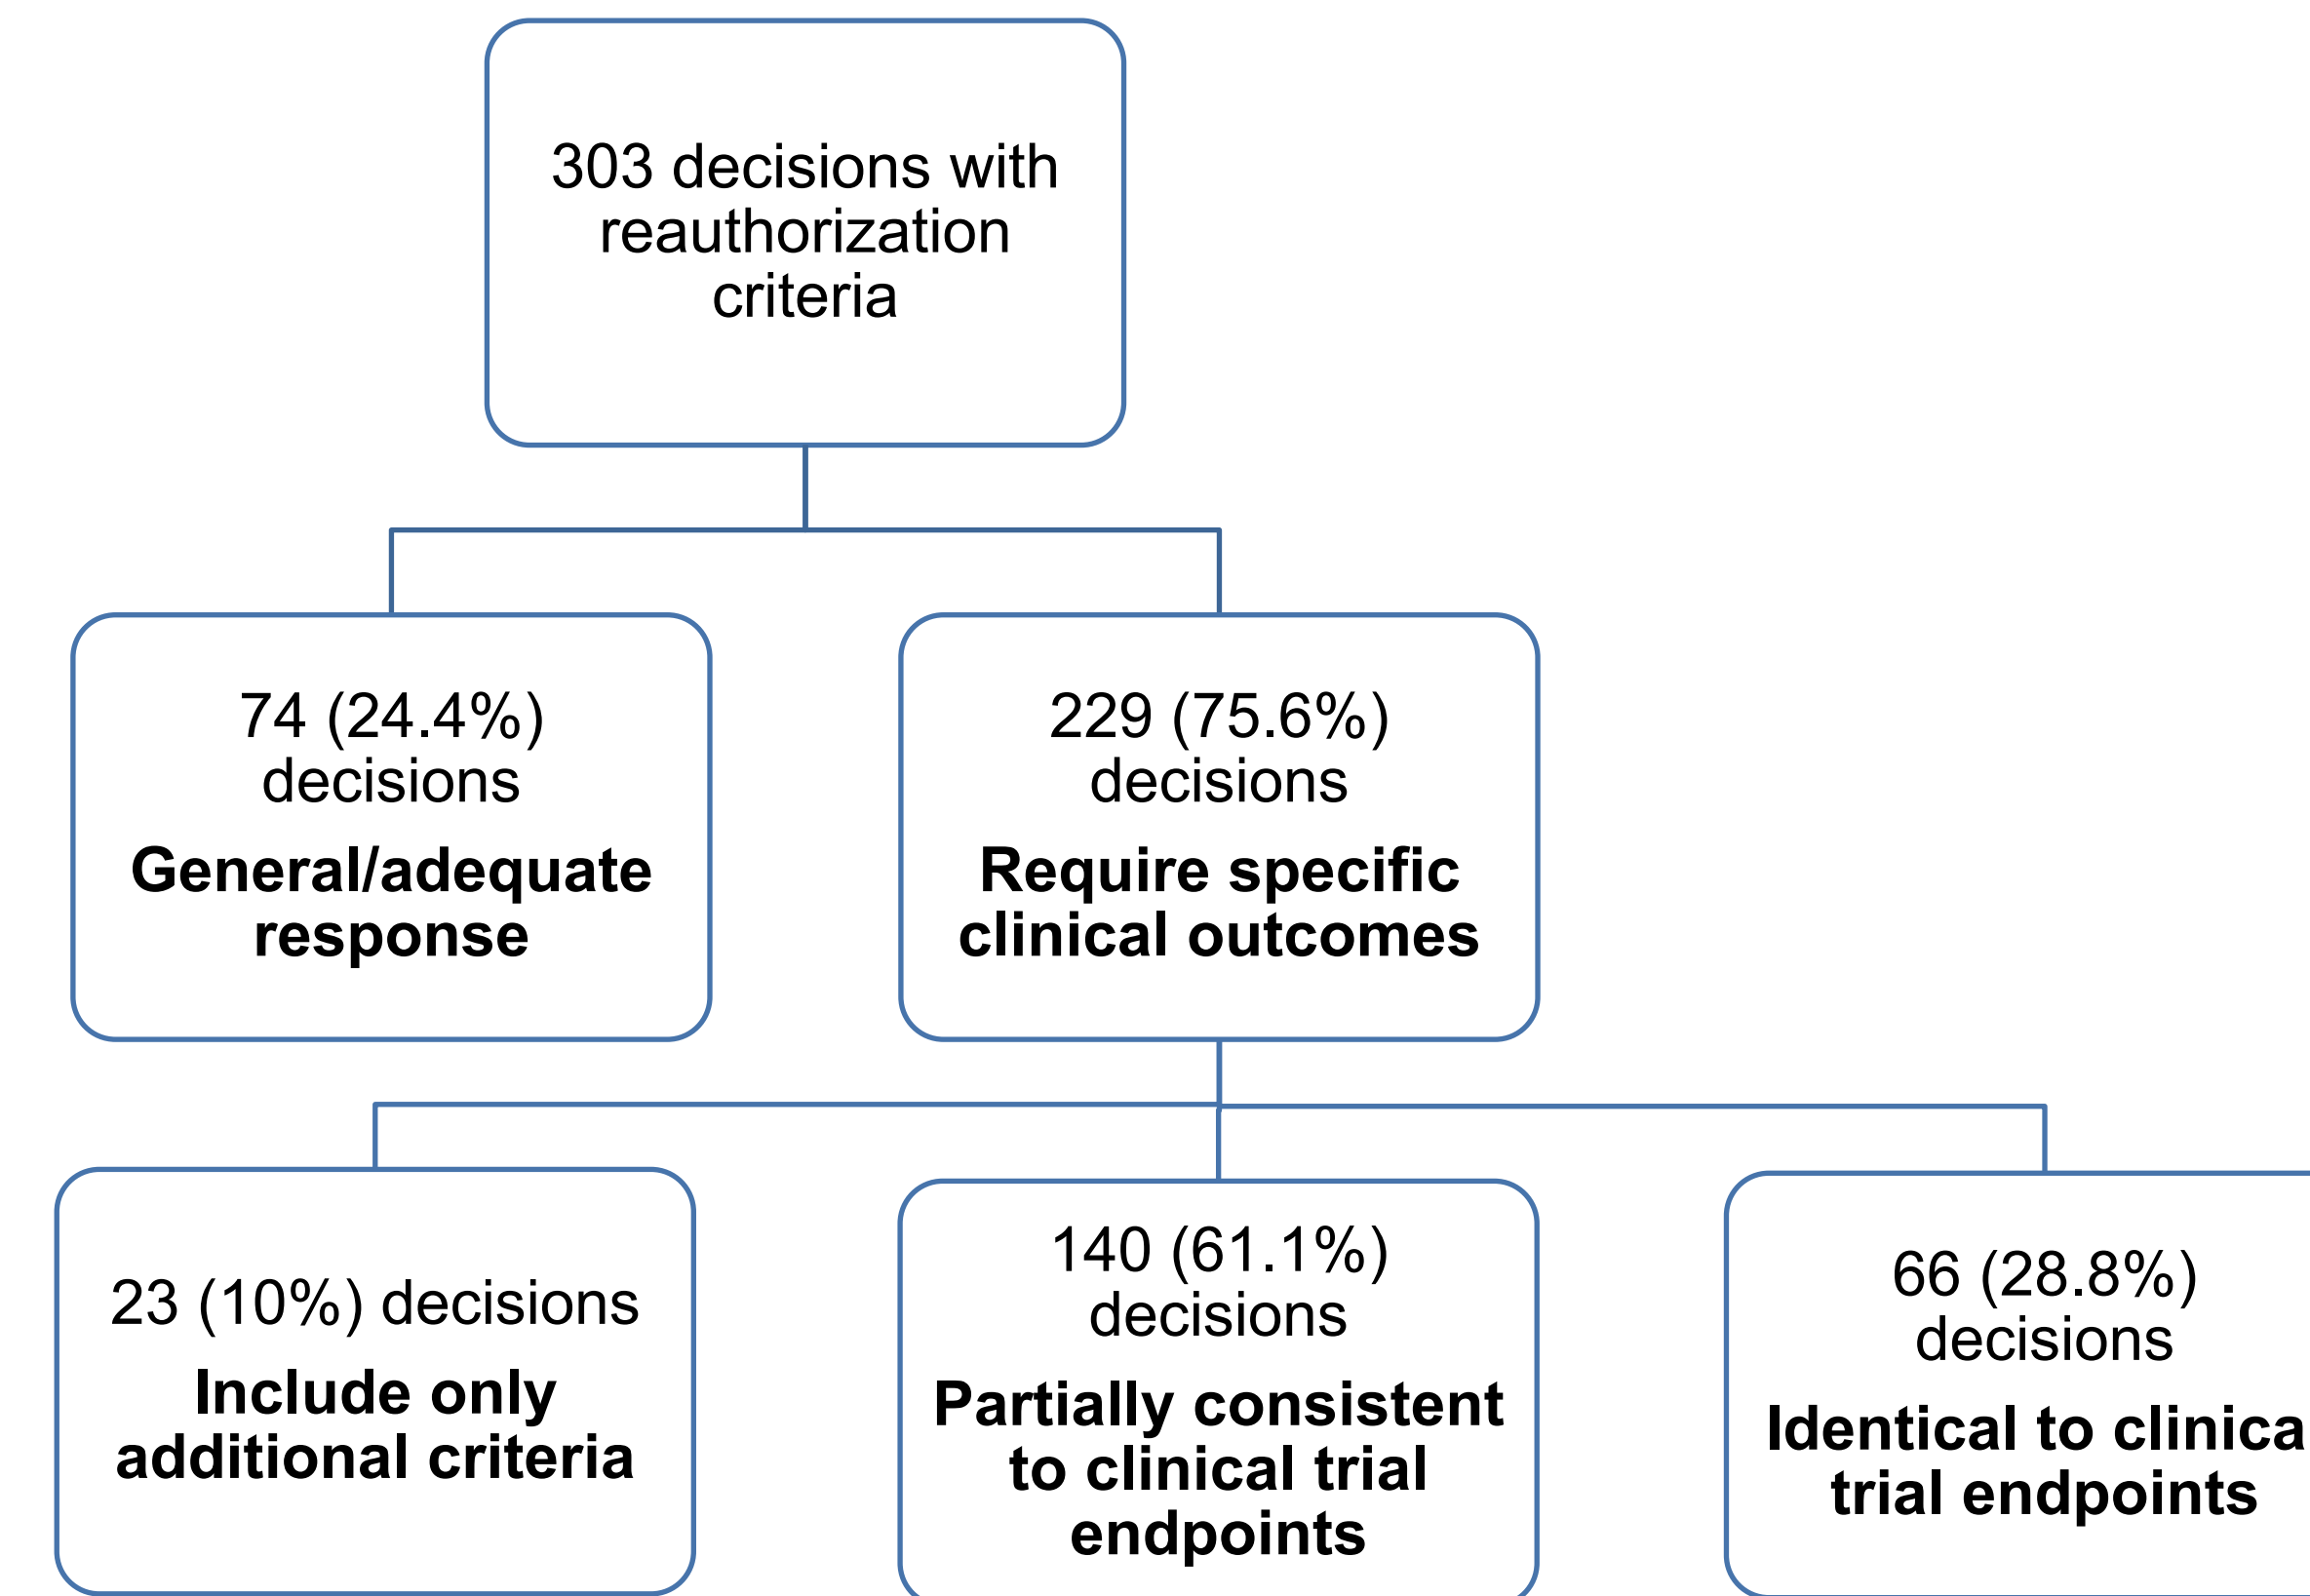 303 decisions with
reauthorization
criteria
74 (24.4%)
decisions
General/adequate
response
229 (75.6%)
decisions
Require specific
clinical outcomes
23 (10%) decisions
Include only
additional criteria
140 (61.1%)
decisions
Partially consistent
to clinical trial
endpoints
66 (28.8%)
decisions
Identical to clinica
trial endpoints